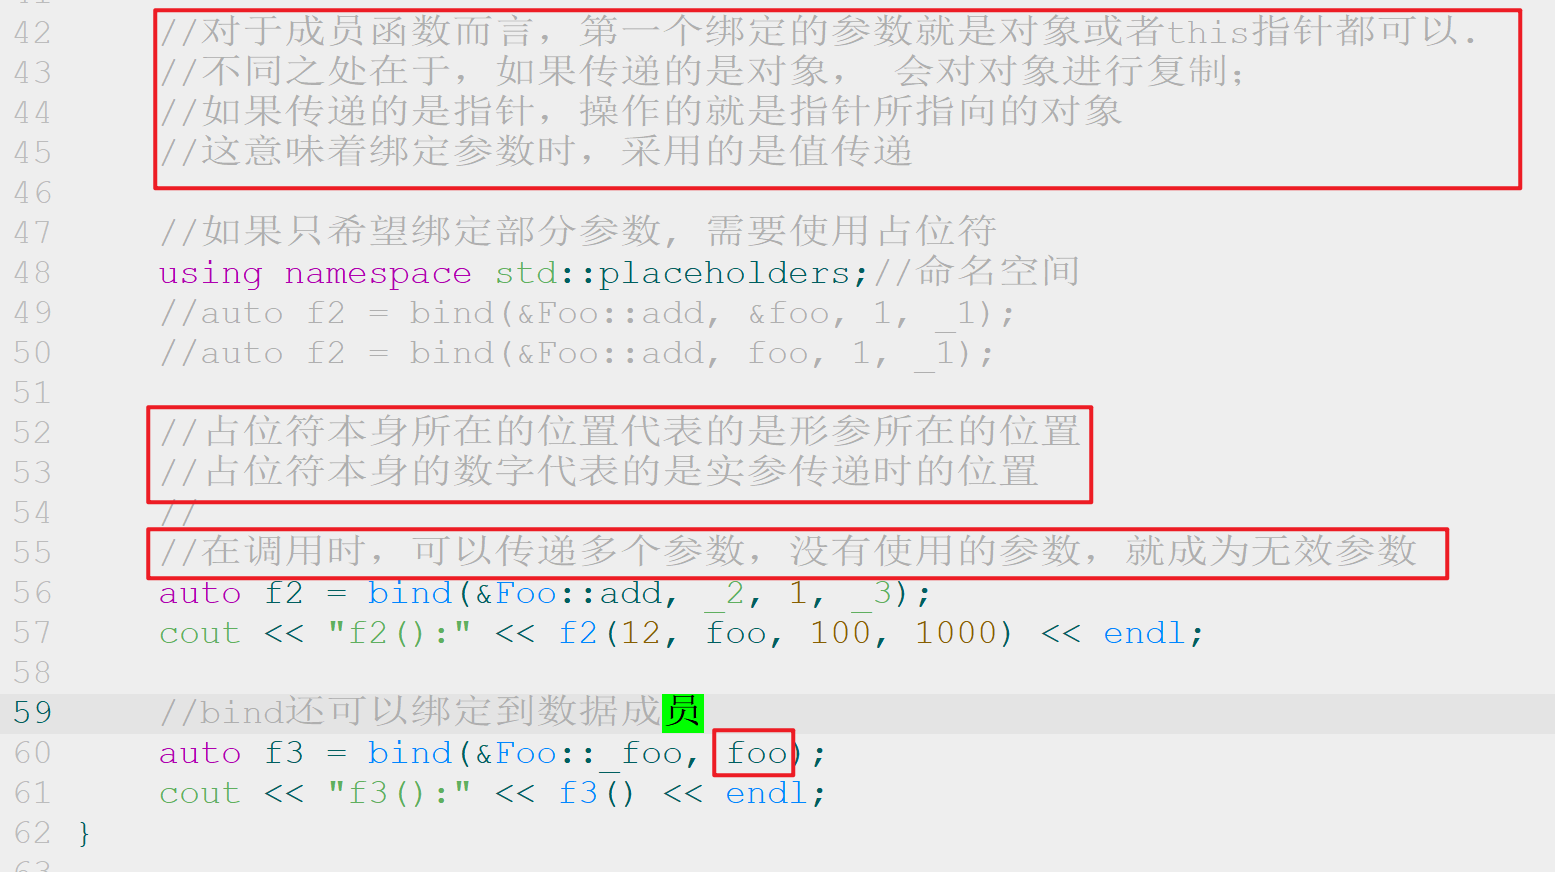 42 //对于成员函数而言，第一个绑定的参数就是对象或者this指针都可以.
43 //不同之处在于，如果传递的是对象， 会对对象进行复制;
44 //如果传递的是指针，操作的就是指针所指向的对象
45 //这意味着绑定参数时，采用的是值传递
46
47 //如果只希望绑定部分参数, 需要使用占位符
48 using namespace std::placeholders;//命名空间
49 //auto f2 = bind(&Foo::add, &foo, 1, _1);
50 //auto f2 = bind(&Foo::add, foo, 1, _1);
51
52 //占位符本身所在的位置代表的是形参所在的位置
53 //占位符本身的数字代表的是实参传递时的位置
54 //
55 //在调用时，可以传递多个参数，没有使用的参数，就成为无效参数
56 auto f2 = bind(&Foo::add, _2, 1, _3);
57 cout << "f2():" << f2(12, foo, 100, 1000) << endl;
58
59 //bind还可以绑定到数据成员
60 auto f3 = bind(&Foo::_foo, foo);
61 cout << "f3():" << f3() << endl;
62 }